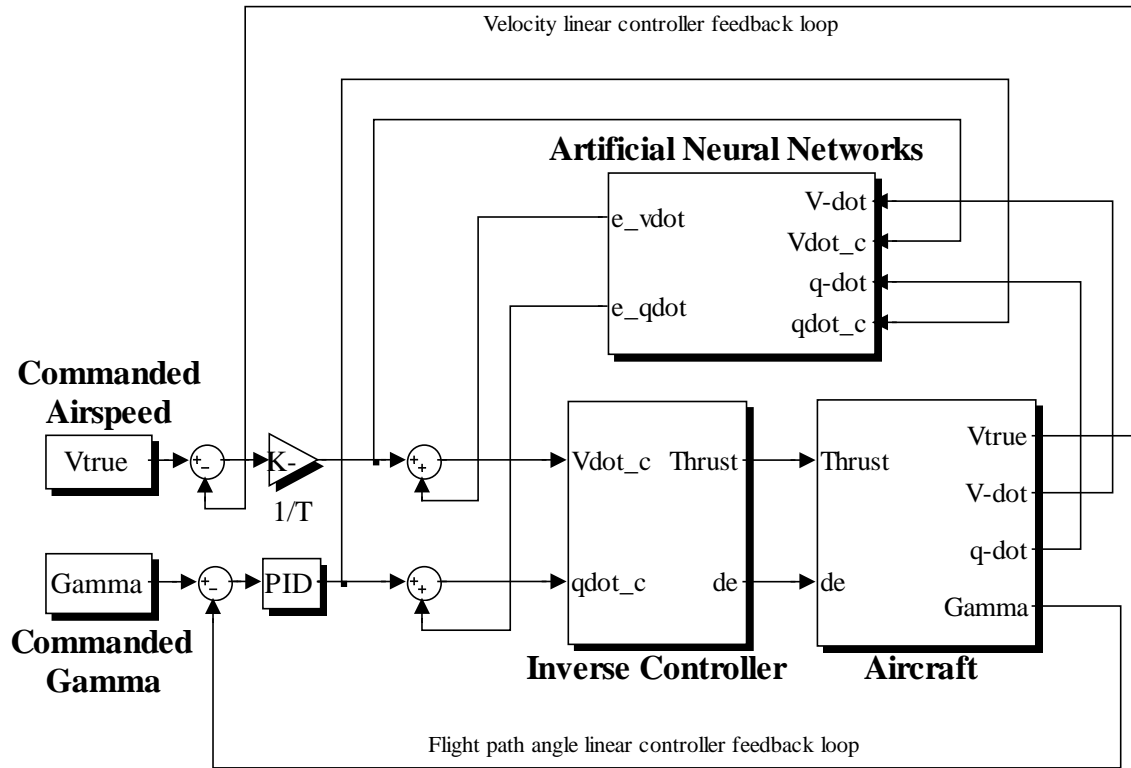 Velocity linear controller feedback loop
Artificial Neural Networks
V-dot
e_vdot
Vdot_c
q-dot
e_qdot
qdot_c
Commanded
Airspeed
Vtrue
+
-
K-
1/T
+
+
Vdot_c
Thrust
Thrust
Vtrue
V-dot
q-dot
Gamma
+
-
PID
+
+
qdot_c
de
de
Gamma
Commanded
Gamma
Inverse Controller
Aircraft
Flight path angle linear controller feedback loop